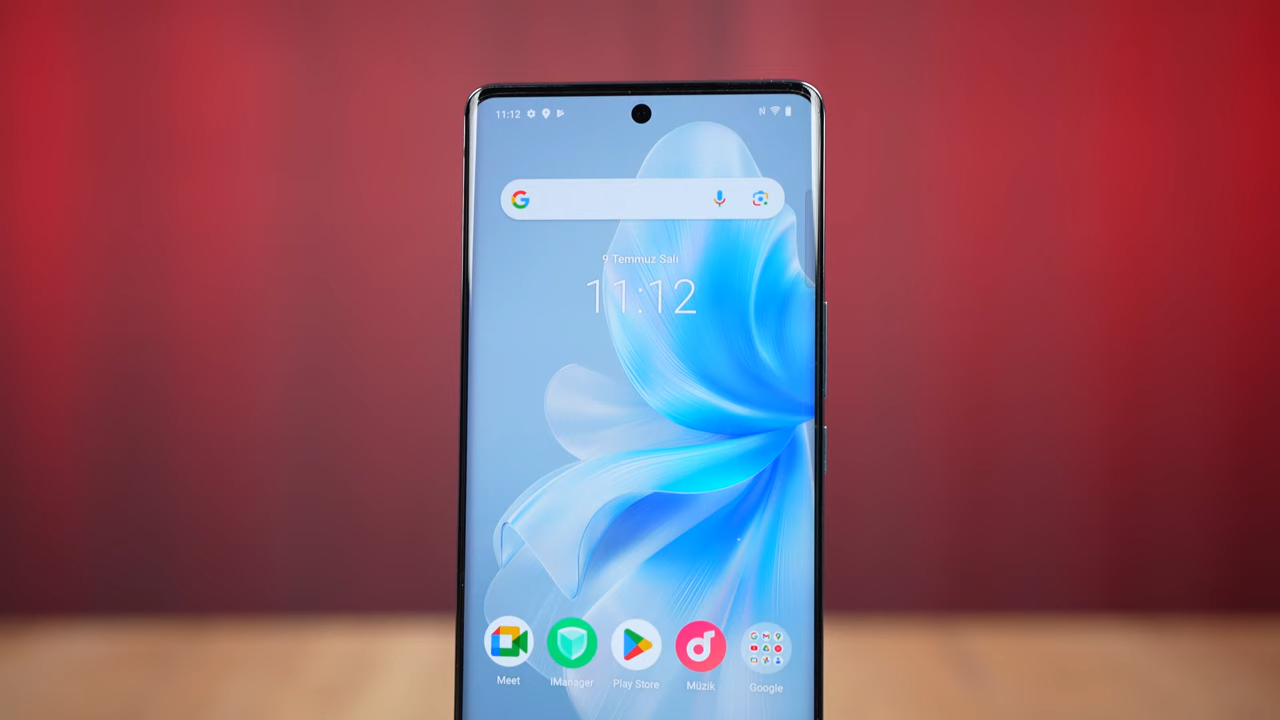 11:12
9 Temmuz Salı
11:12
Meet
iManager
Play Store
Müzik
Google